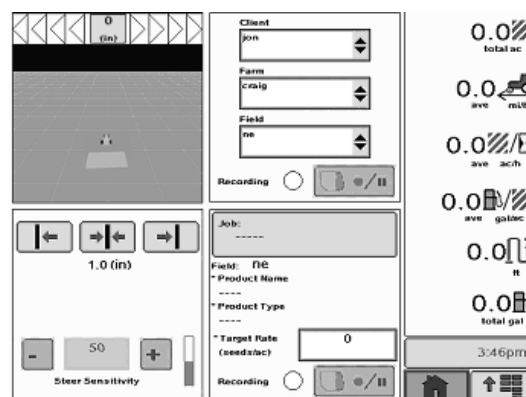 0
(in)
Client
jon
Farm
craig
Field
ne
Recording
1.0 (in)
50
Steer Sensitivity
Job:
-----
Field: ne
* Product Name
----
* Product Type
----
* Target Rate
(seeds/ac)
0
Recording
0.0
total ac
0.0
ave
0.0
ave ac/h
0.0
ave gal/ac
0.0
ft
0.0
total gal
3:46pm